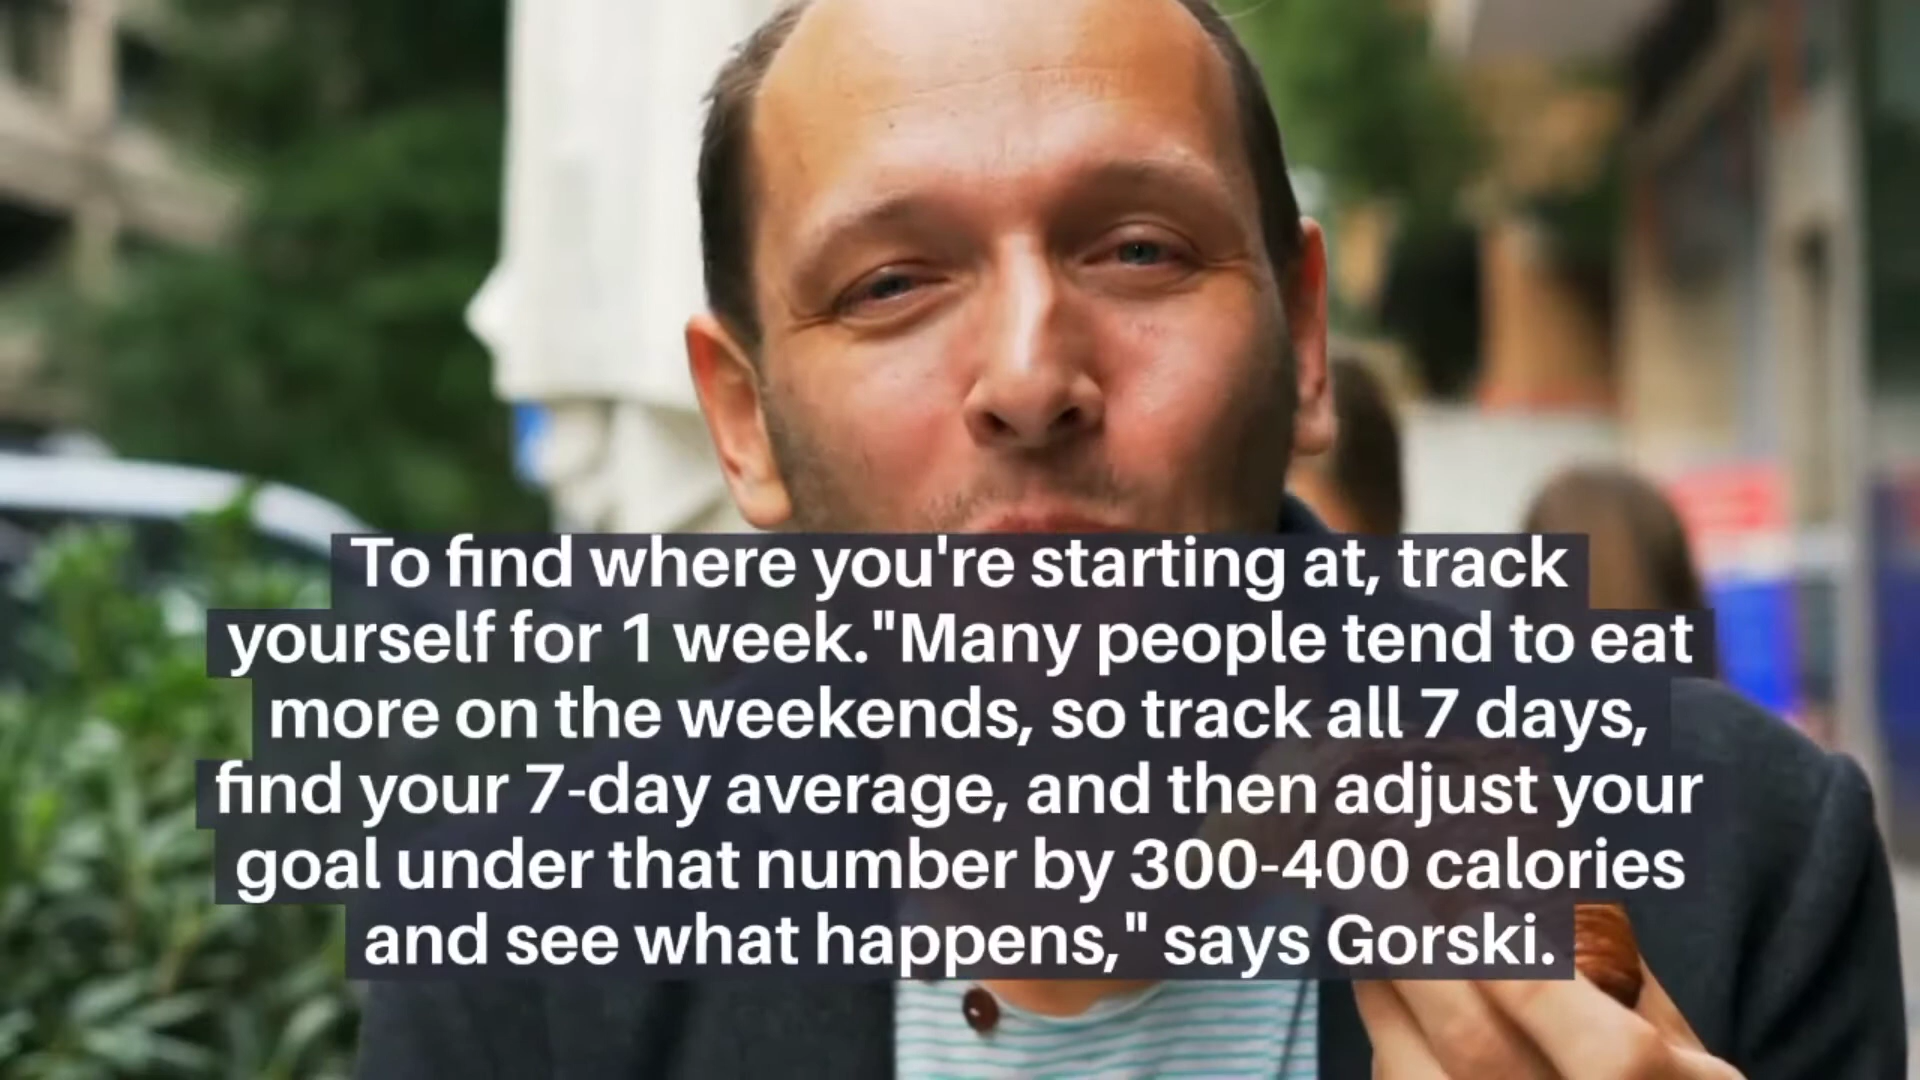 To find where you're starting at, track
yourself for 1 week."Many people tend to eat
more on the weekends, so track all 7 days,
find your 7-day average, and then adjust your
goal under that number by 300-400 calories
and see what happens," says Gorski.